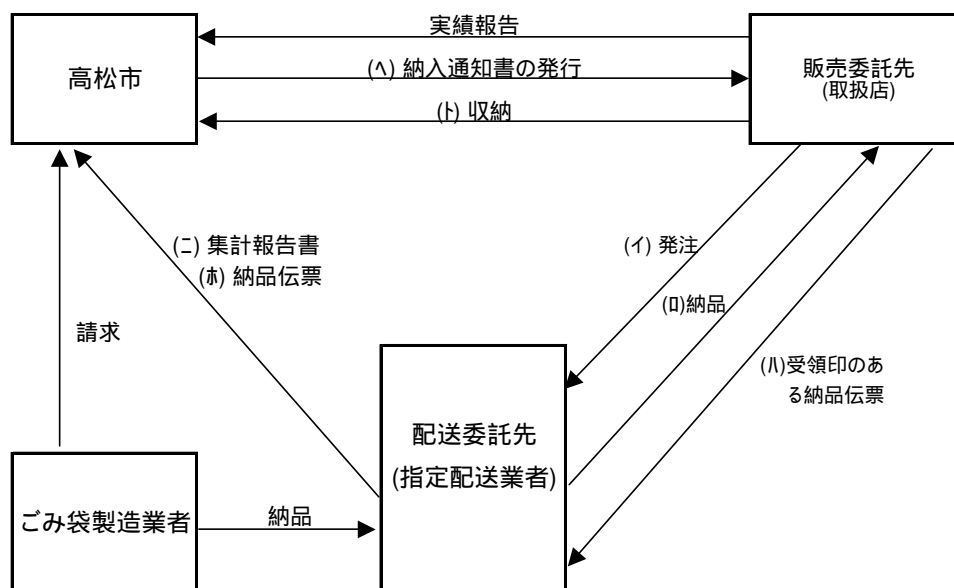 実績報告
高松市
(ヘ) 納入通知書の発行
販売委託先
(取扱店)
(ト) 収納
(ニ) 集計報告書
(ホ) 納品伝票
(イ) 発注
(ロ)納品
請求
(ハ)受領印のあ
る納品伝票
配送委託先
(指定配送業者)
ごみ袋製造業者
納品